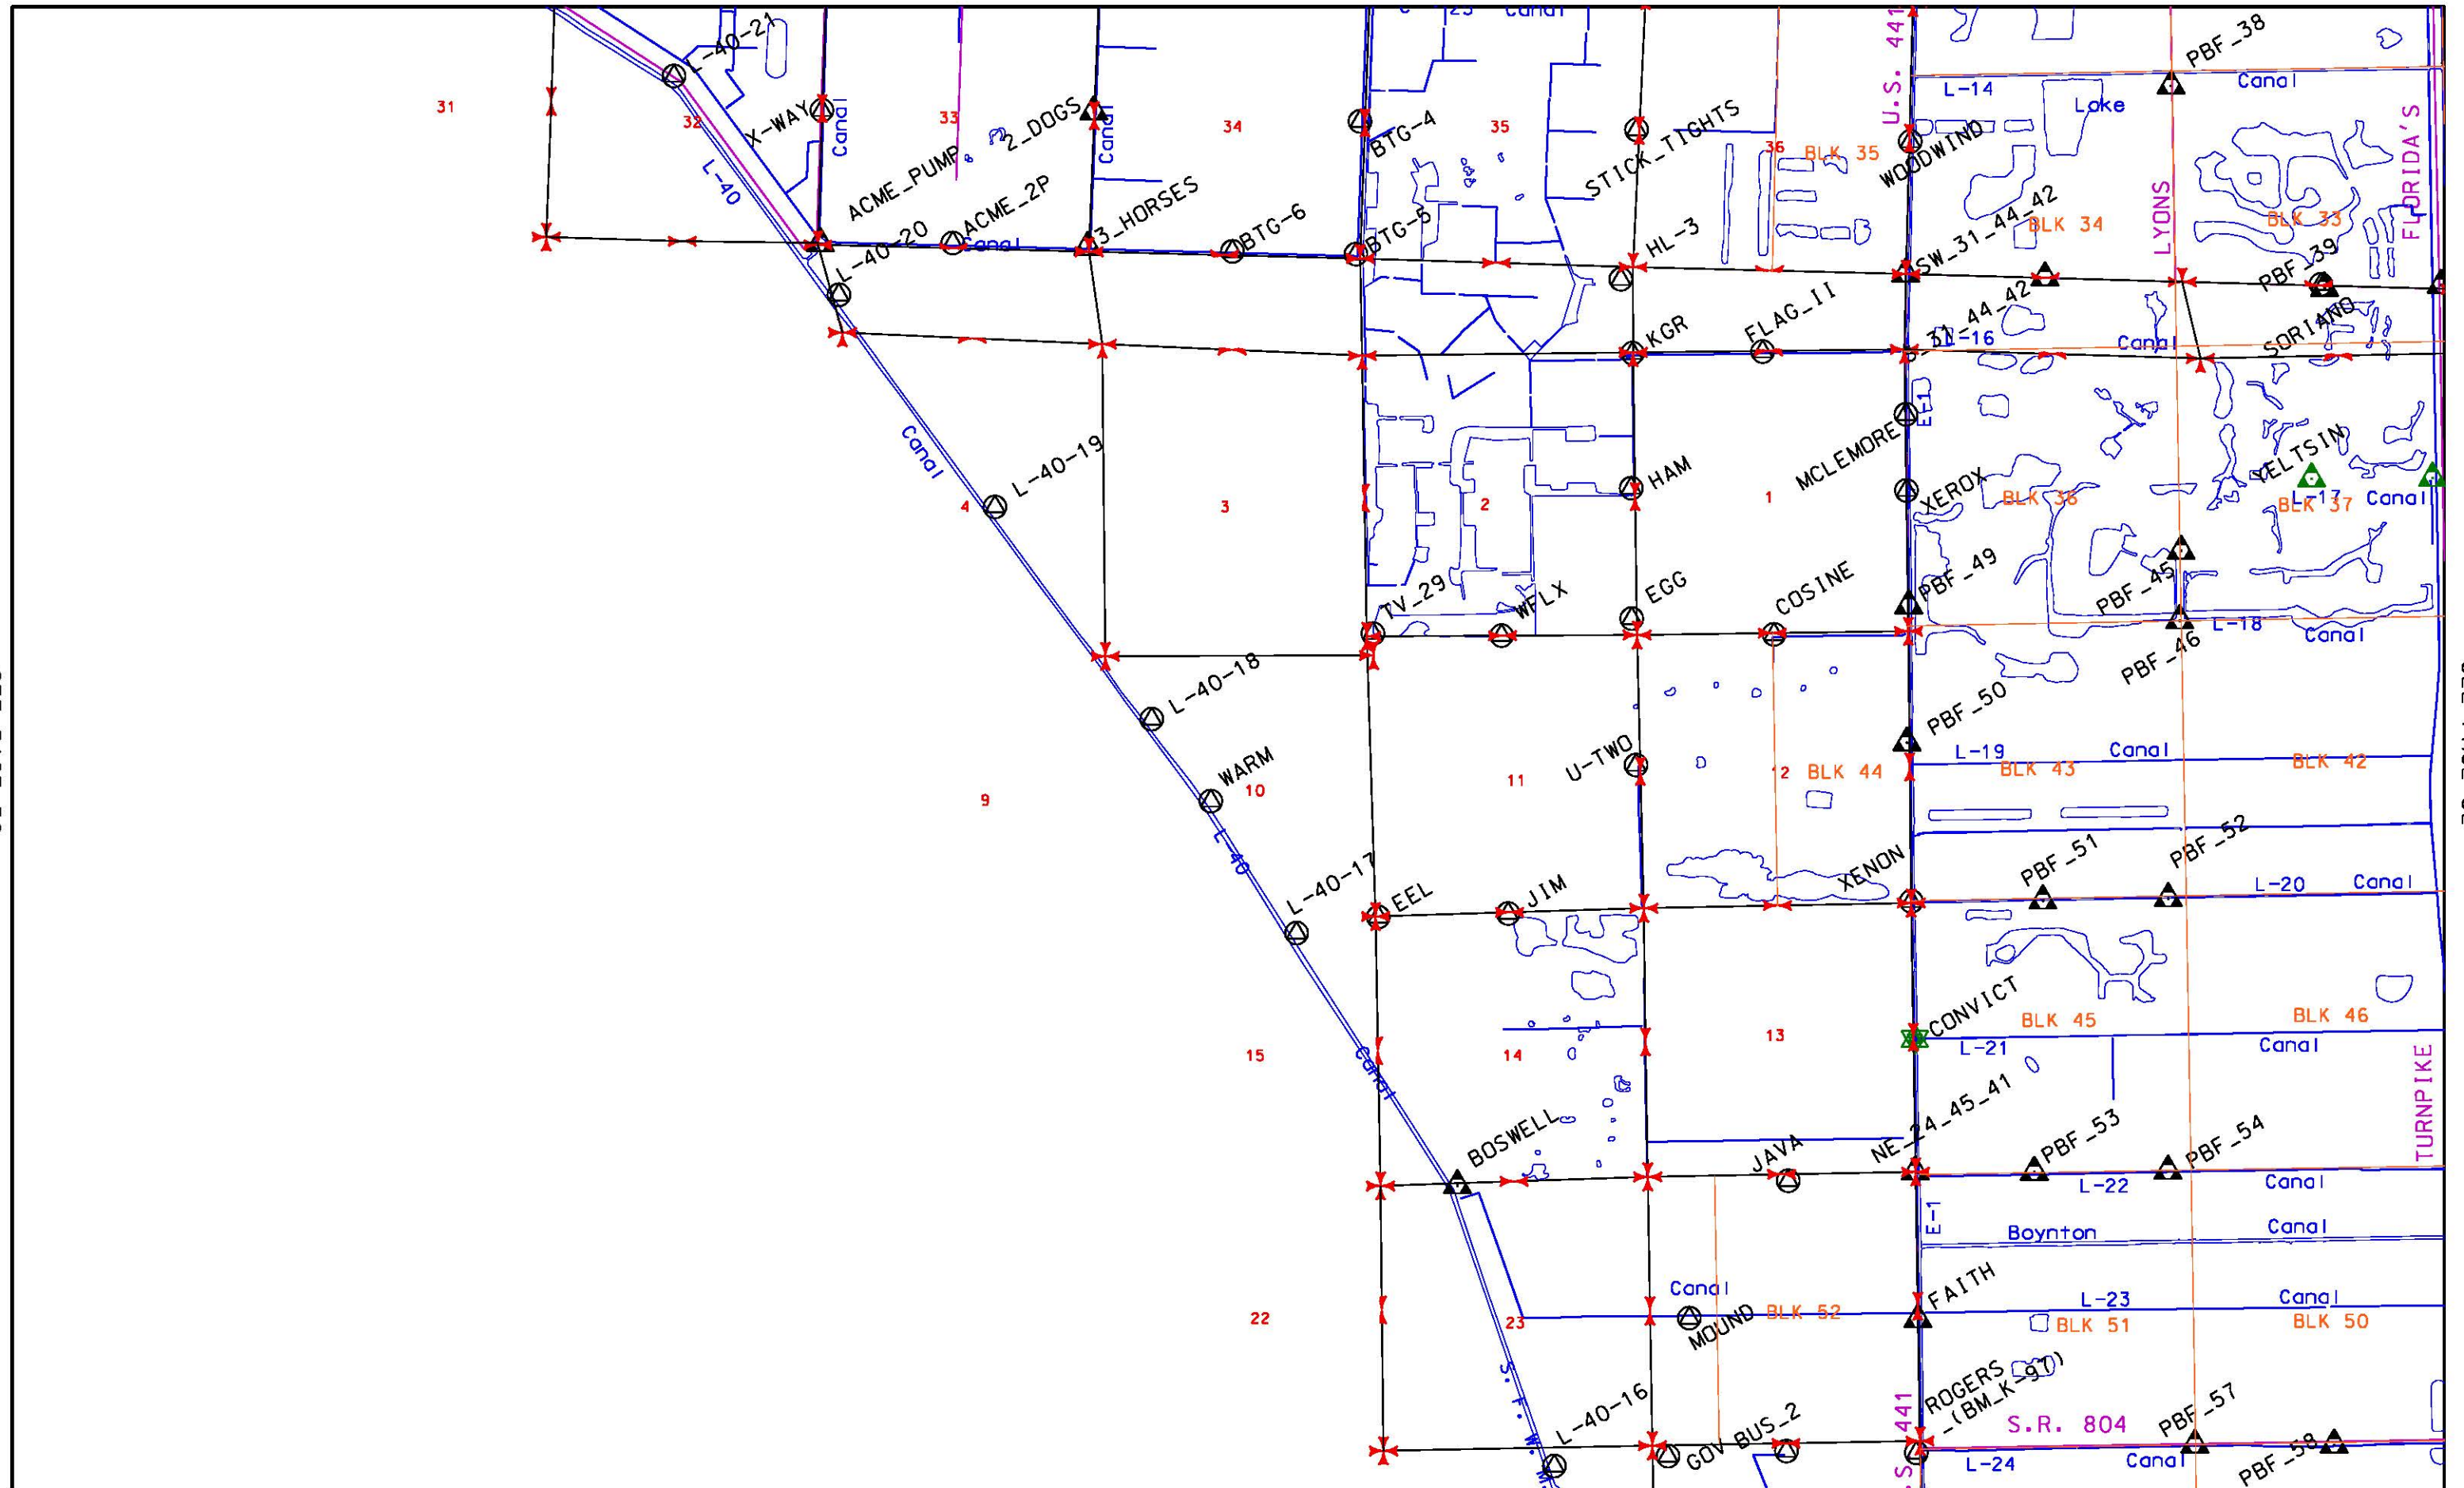 L-40-21
31
32
X-WAY
Canal
33
2_DOGS
Canal
34
BTG-4
35
Canal
STICK_TIGHTS
36
BLK 35
U.S. 441
WOODWIND
L-14
Lake
Canal
PBF_38
FLORIDA'S
L-40
ACME_PUMP
L-40-20
ACME_2P
Canal
3_HORSES
BTG-6
BTG-5
HL-3
SW_31_44_42
BLK 34
LYONS
BLK 33
PBF_39
KGR
FLAG_II
S_31_44_42
L-16
Canal
SORIANO
Canal
L-40-19
4
3
2
HAM
1
MCLEMORE
E-1
XEROX
BLK 36
YELTSIN
L-17
Canal
BLK 37
TV_29
WFLX
EGG
COSINE
PBF_49
PBF_45
PBF_46
L-18
Canal
L-40-18
WARM
9
10
L-40
11
U-TWO
12
BLK 44
PBF_50
L-19
Canal
BLK 43
BLK 42
L-40-17
EEL
JIM
XENON
PBF_51
PBF_52
L-20
Canal
15
Canal
14
13
CONVICT
L-21
BLK 45
BLK 46
Canal
TURNPIKE
BOSWELL
JAVA
NE_24_45_41
PBF_53
PBF_54
L-22
Canal
E-1
Boynton
Canal
22
23
Canal
MOUND
BLK 52
FAITH
L-23
Canal
BLK 51
BLK 50
S.F.W.M.
L-40-16
GOV
BUS_2
441
ROGERS
_(BM_K-97)
S.R. 804
L-24
Canal
PBF_57
PBF_58